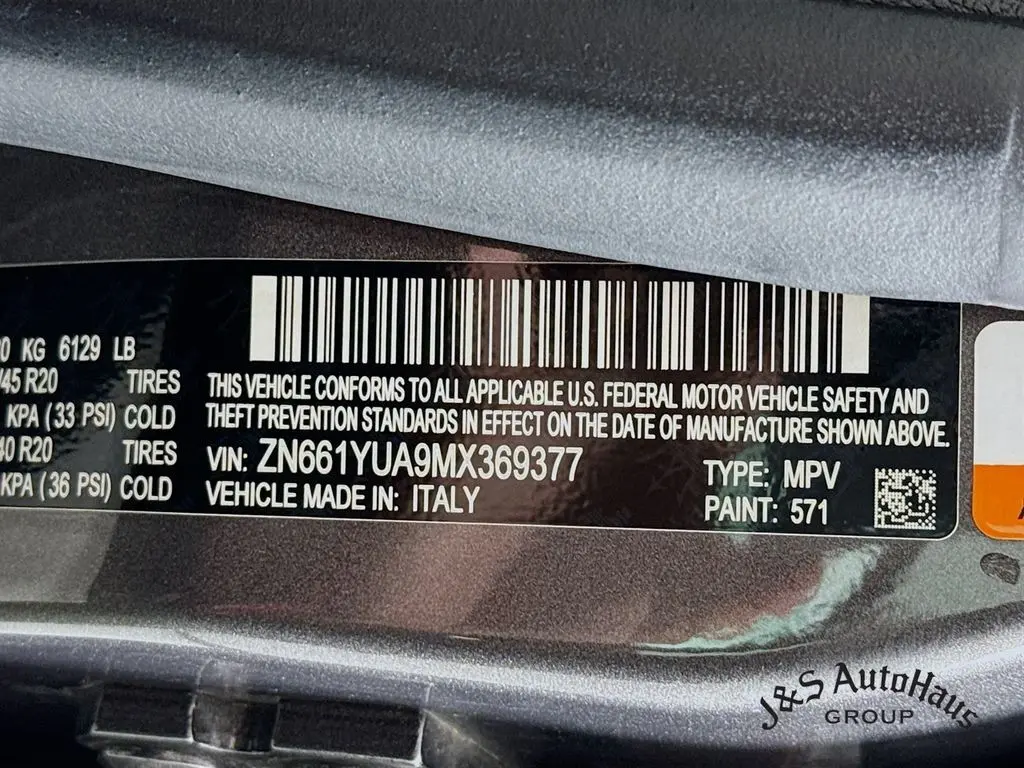 KG 6129 LB
45 R20 TIRES
KPA (33 PSI) COLD
R20 TIRES
KPA (36 PSI) COLD
THIS VEHICLE CONFORMS TO ALL APPLICABLE U.S. FEDERAL MOTOR VEHICLE SAFETY AND
THEFT PREVENTION STANDARDS IN EFFECT ON THE DATE OF MANUFACTURE SHOWN ABOVE.
VIN: ZN661YUA9MX369377
VEHICLE MADE IN: ITALY
TYPE: MPV
PAINT: 571
J&S AutoHaus
GROUP